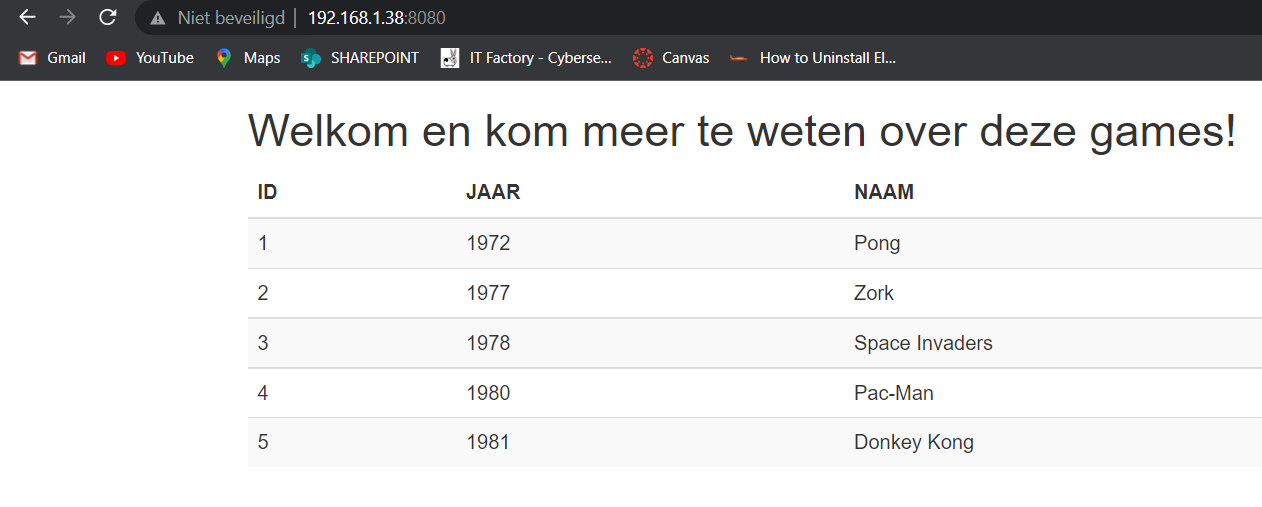 Niet beveiligd | 192.168.1.38:8080
Gmail YouTube Maps SHAREPOINT IT Factory - Cyberse... Canvas How to Uninstall El...
Welkom en kom meer te weten over deze games!
ID JAAR NAAM
1 1972 Pong
2 1977 Zork
3 1978 Space Invaders
4 1980 Pac-Man
5 1981 Donkey Kong